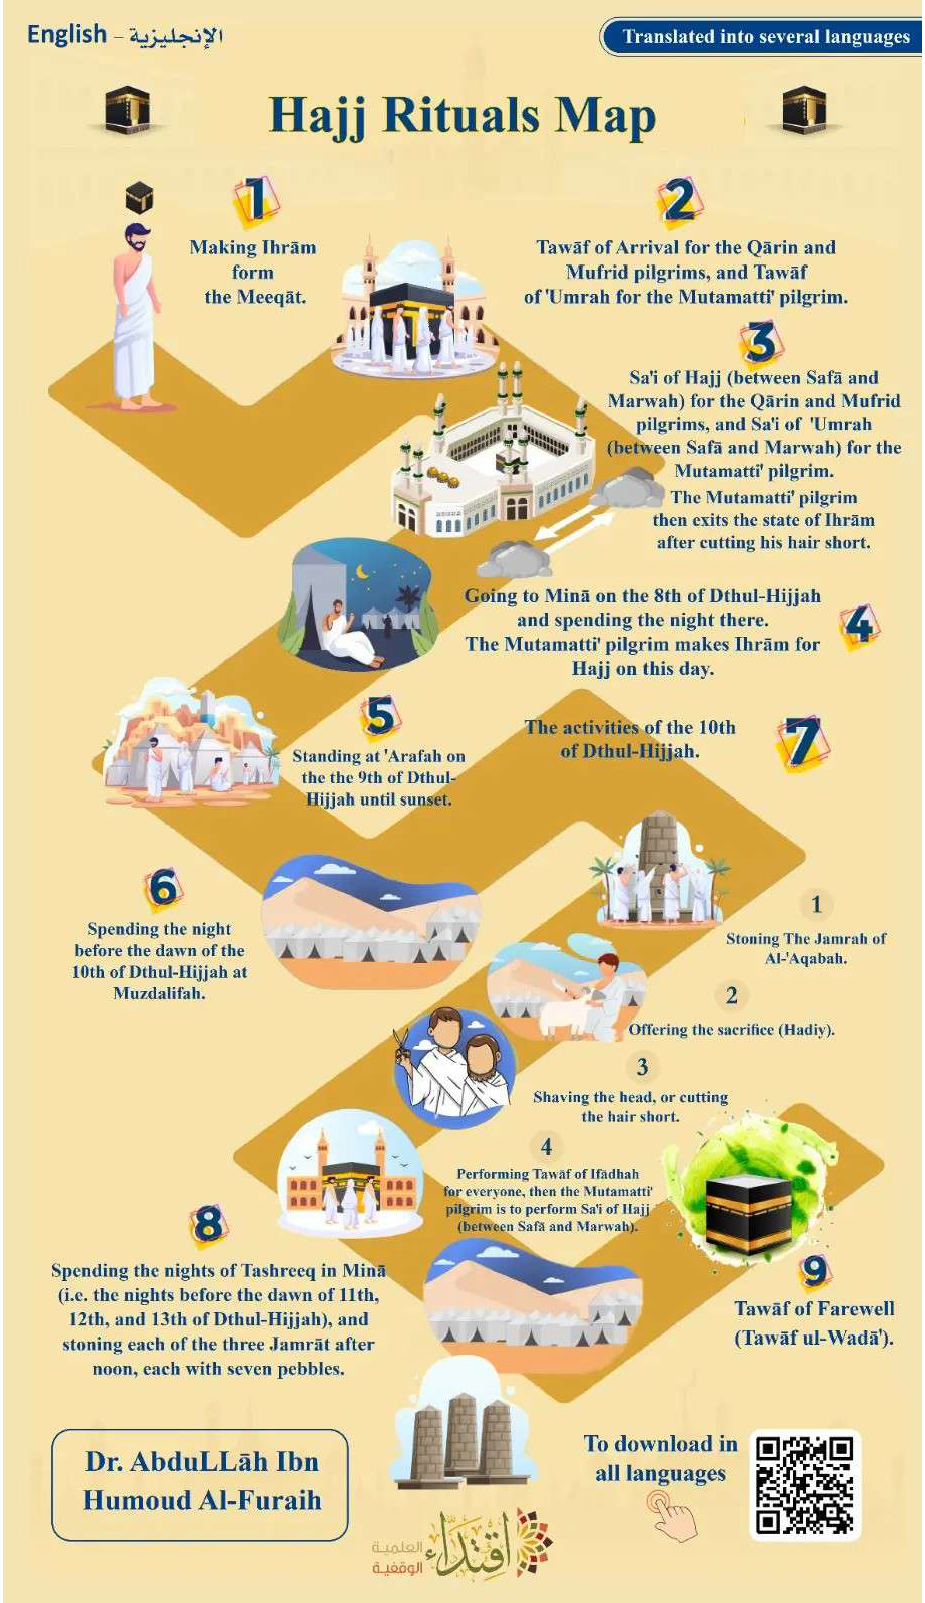 English - الإنجليزية
Translated into several languages
Hajj Rituals Map
1
Making Ihrām
form
the Meeqāt.
2
Tawāf of Arrival for the Qārin and
Mufrid pilgrims, and Tawāf
of 'Umrah for the Mutamatti' pilgrim.
3
Sa'i of Hajj (between Safā and
Marwah) for the Qārin and Mufrid
pilgrims, and Sa'i of 'Umrah
(between Safā and Marwah) for the
Mutamatti' pilgrim.
The Mutamatti' pilgrim
then exits the state of Ihrām
after cutting his hair short.
4
Going to Minā on the 8th of Dthul-Hijjah
and spending the night there.
The Mutamatti' pilgrim makes Ihrām for
Hajj on this day.
5
Standing at 'Arafah on
the the 9th of Dthul-
Hijjah until sunset.
6
Spending the night
before the dawn of the
10th of Dthul-Hijjah at
Muzdalifah.
7
The activities of the 10th
of Dthul-Hijjah.
1
Stoning The Jamrah of
Al-'Aqabah.
2
Offering the sacrifice (Hadiy).
3
Shaving the head, or cutting
the hair short.
4
Performing Tawāf of Ifādhah
for everyone, then the Mutamatti'
pilgrim is to perform Sa'i of Hajj
(between Safā and Marwah).
8
Spending the nights of Tashreeq in Minā
(i.e. the nights before the dawn of 11th,
12th, and 13th of Dthul-Hijjah), and
stoning each of the three Jamrāt after
noon, each with seven pebbles.
9
Tawāf of Farewell
(Tawāf ul-Wadā').
Dr. AbduLLāh Ibn
Humoud Al-Furaih
To download in
all languages
اقتداء
العلمية
الوقفية